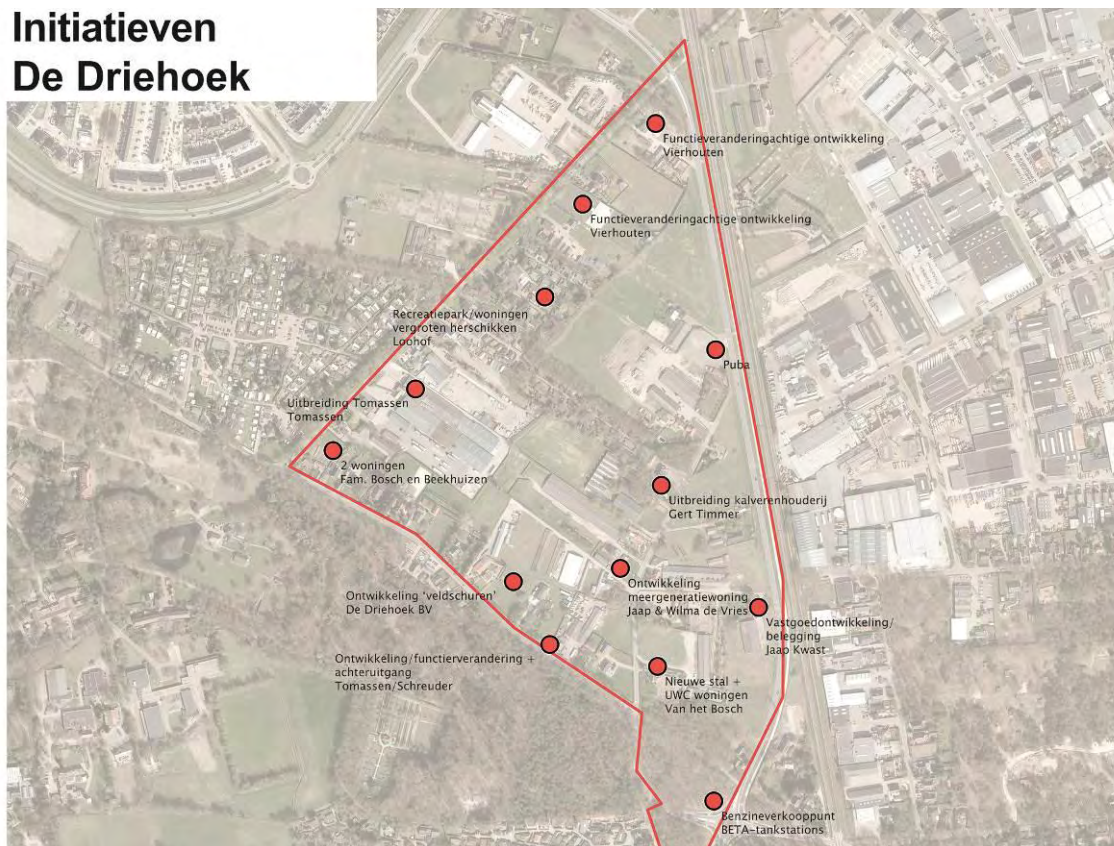 Initiatieven
De Driehoek
Functieveranderingachtige ontwikkeling
Vierhouten
Functieveranderingachtige ontwikkeling
Vierhouten
Recreatiepark/woningen
vergroten herschikken
Loohof
Puba
Uitbreiding Tomassen
Tomassen
2 woningen
Fam. Bosch en Beekhuizen
Uitbreiding kalverenhouderij
Gert Timmer
Ontwikkeling 'veldschuren'
De Driehoek BV
Ontwikkeling
meergeneratiewoning
Jaap & Wilma de Vries
Vastgoedontwikkeling/
belegging
Jaap Kwast
Ontwikkeling/functierverandering +
achteruitgang
Tomassen/Schreuder
Nieuwe stal +
UWC woningen
Van het Bosch
Benzineverkooppunt
BETA-tankstations